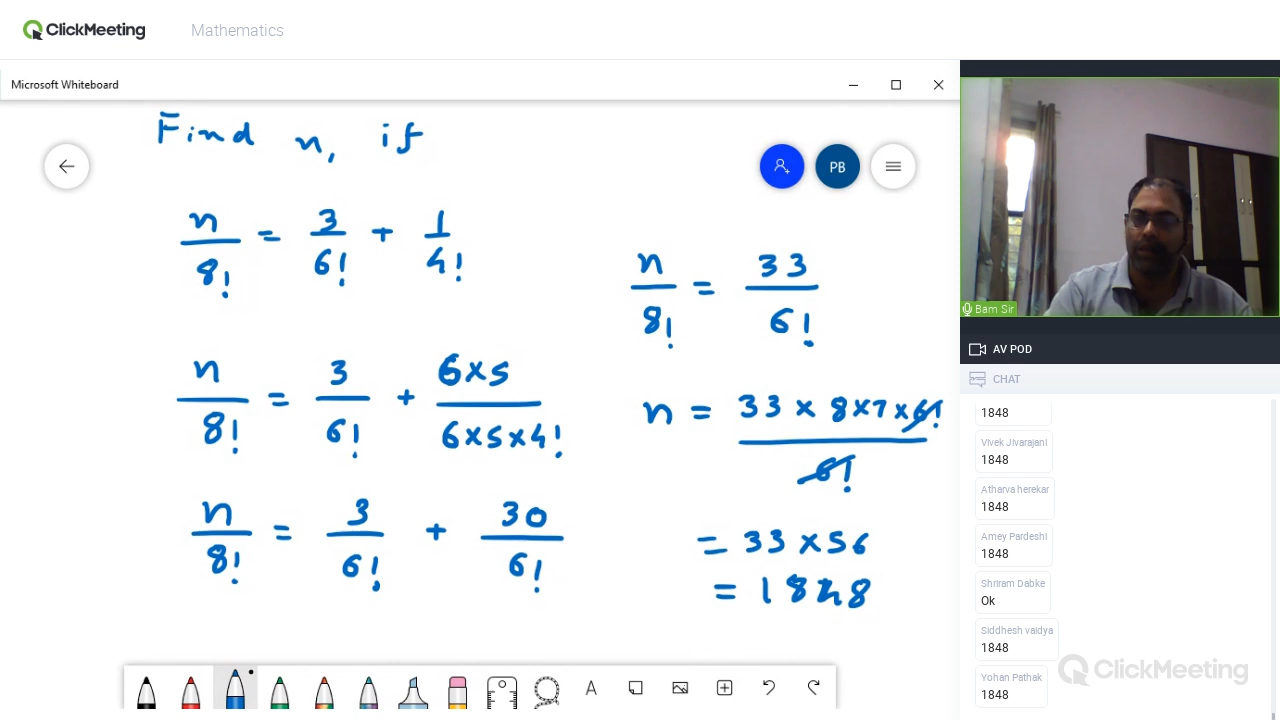 ClickMeeting Mathematics
Microsoft Whiteboard
Find n, if
PB
n/8! = 3/6! + 1/4!
n/8! = 3/6! + 6×5/6×5×4!
n/8! = 3/6! + 30/6!
n/8! = 33/6!
n = 33 × 8×7×6!/6!
= 33 × 56
= 1848
A
Bam Sir
AV POD
CHAT
1848
Vivek Jivarajani
1848
Atharva herekar
1848
Amey Pardeshi
1848
Shriram Dabke
Ok
Siddhesh vaidya
1848
Yohan Pathak
1848
ClickMeeting